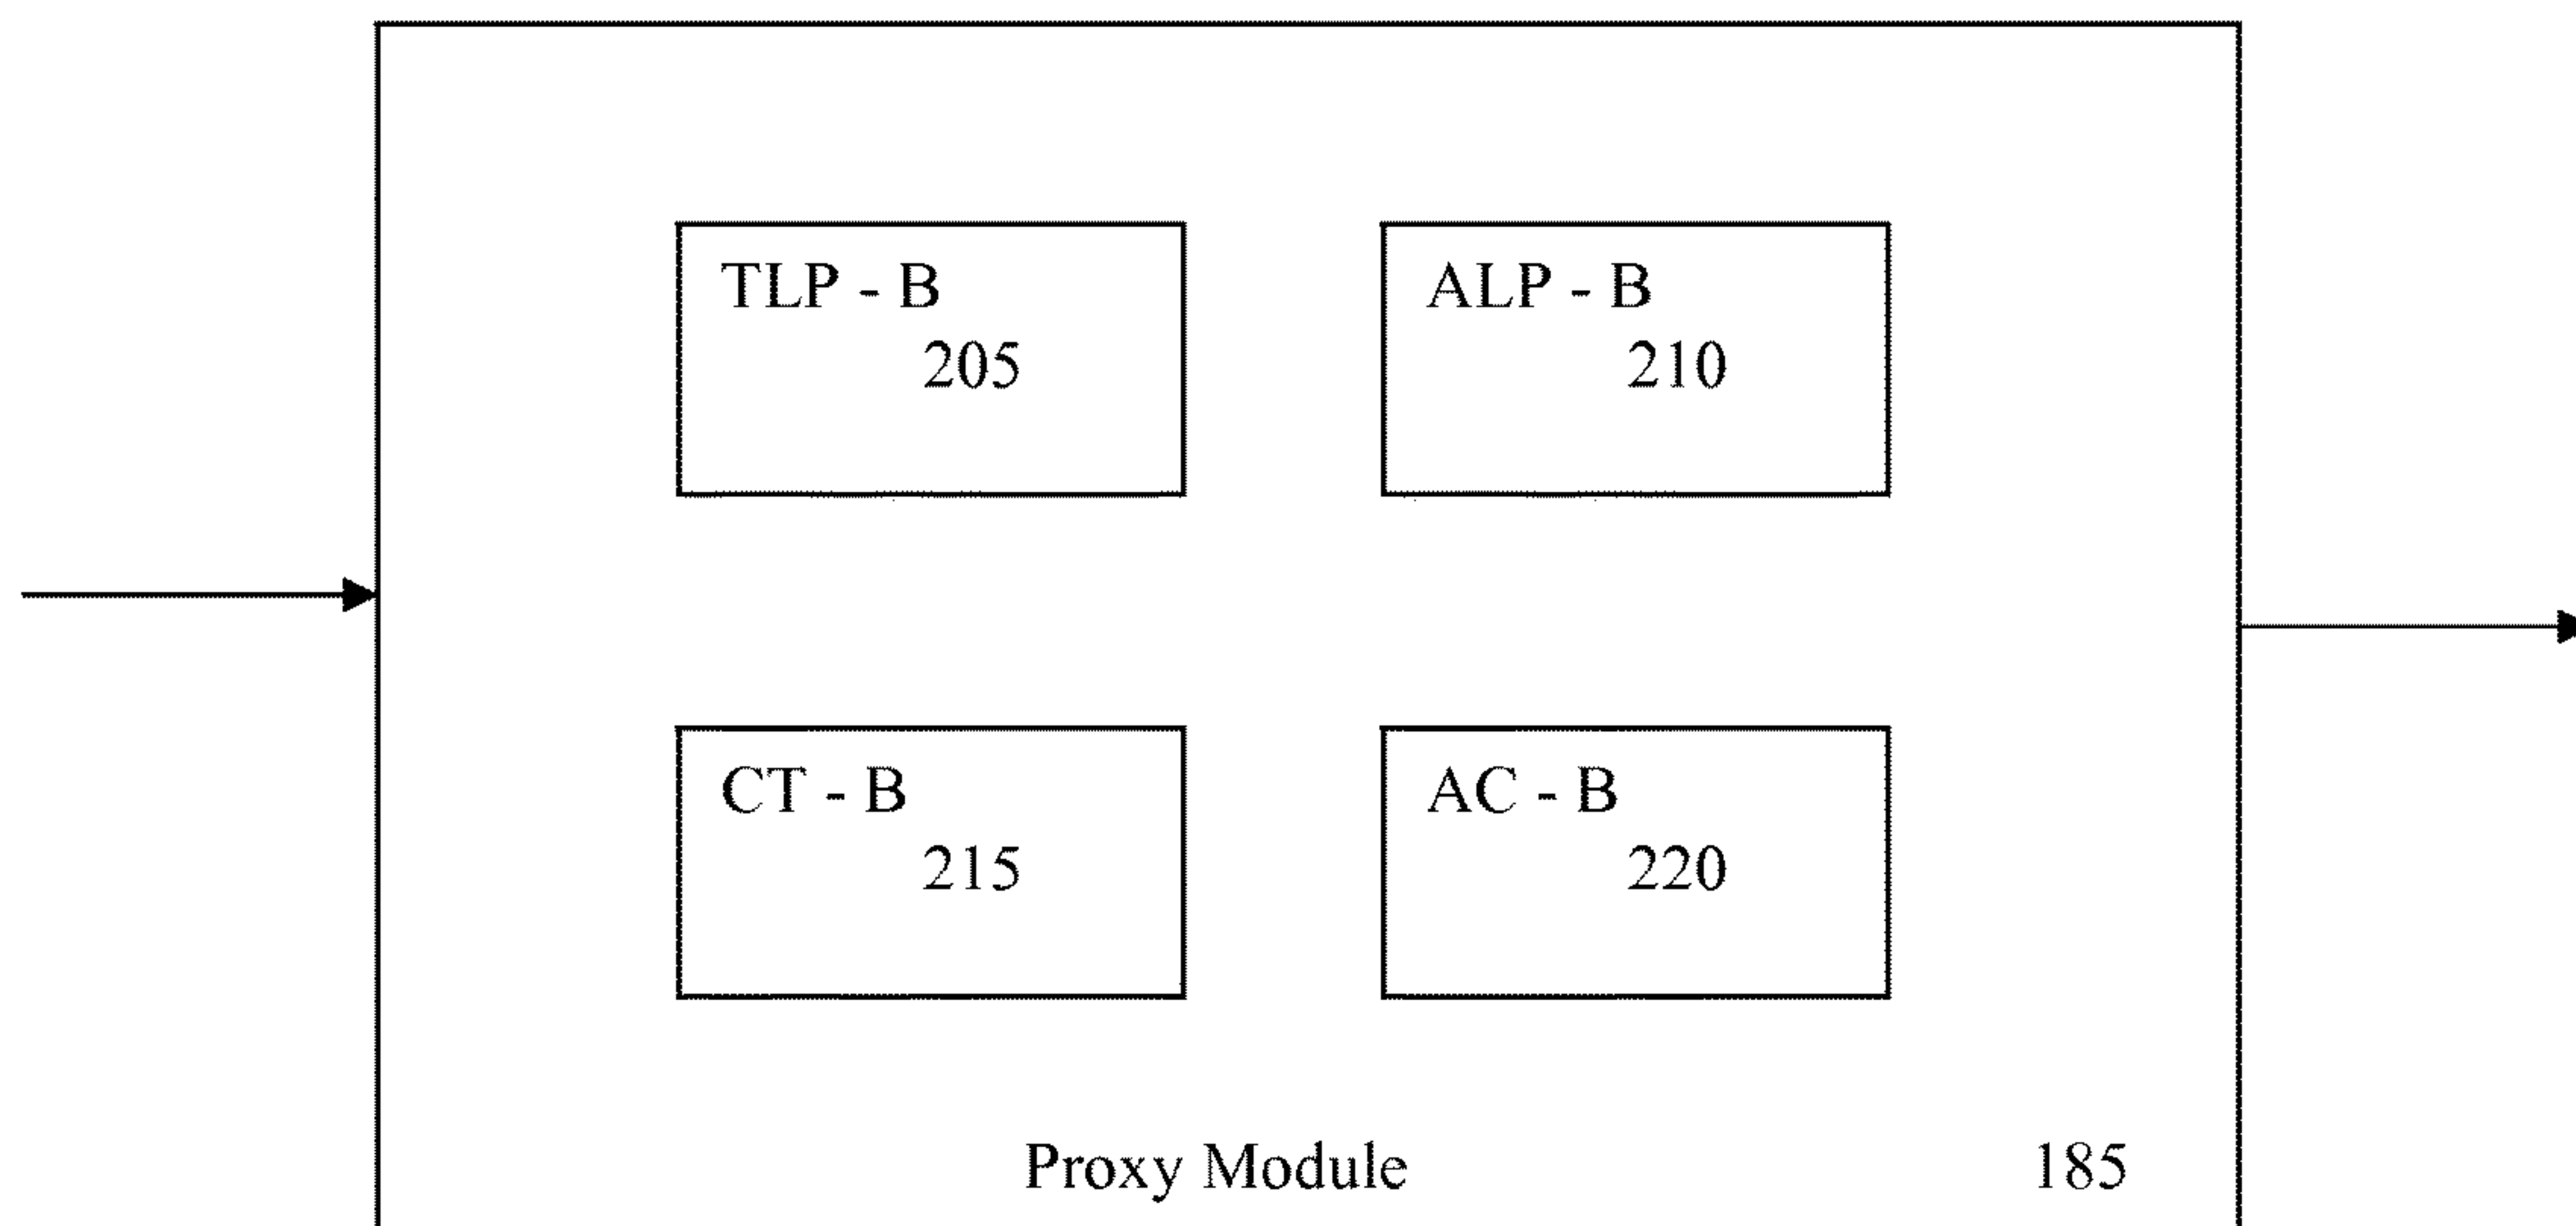 TLP - B
205
ALP - B
210
CT - B
215
AC - B
220
Proxy Module 185